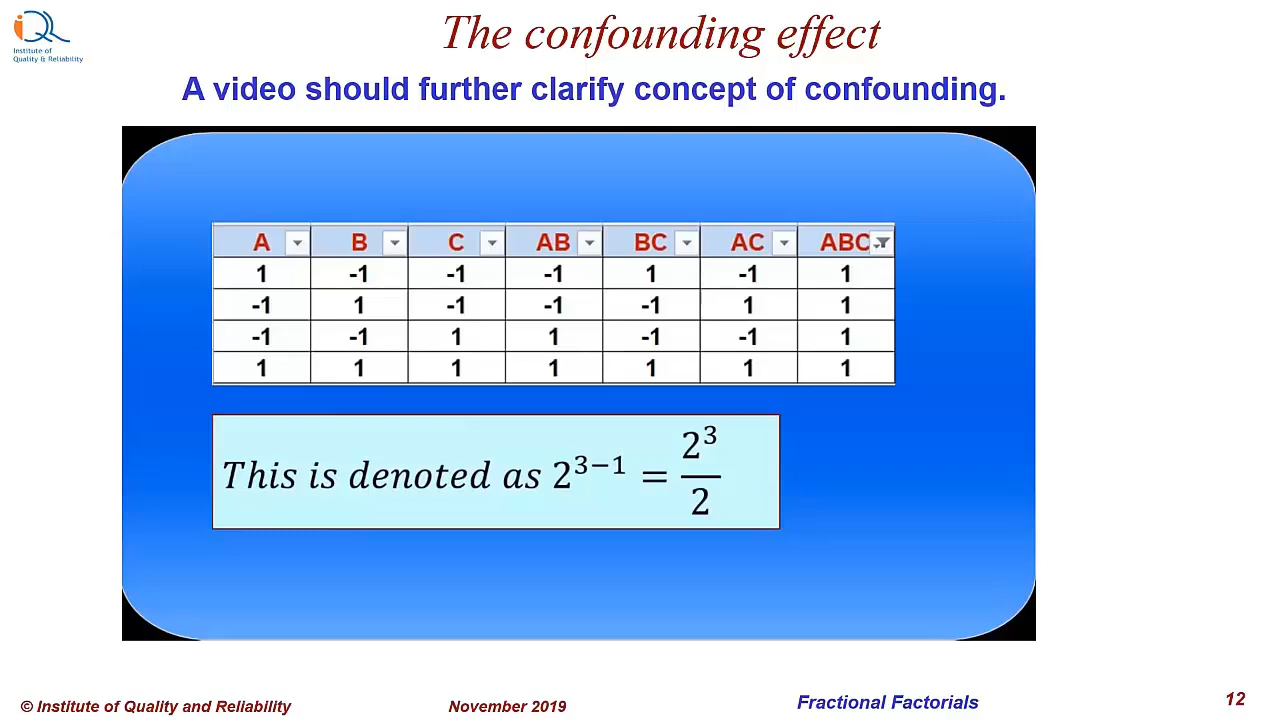 iQR
Institute of
Quality & Reliability
The confounding effect
A video should further clarify concept of confounding.
A B C AB BC AC ABC
1 -1 -1 -1 1 -1 1
-1 1 -1 -1 -1 1 1
-1 -1 1 1 -1 -1 1
1 1 1 1 1 1 1
This is denoted as 2^{3−1} = \frac{2^3}{2}
© Institute of Quality and Reliability November 2019 Fractional Factorials 12